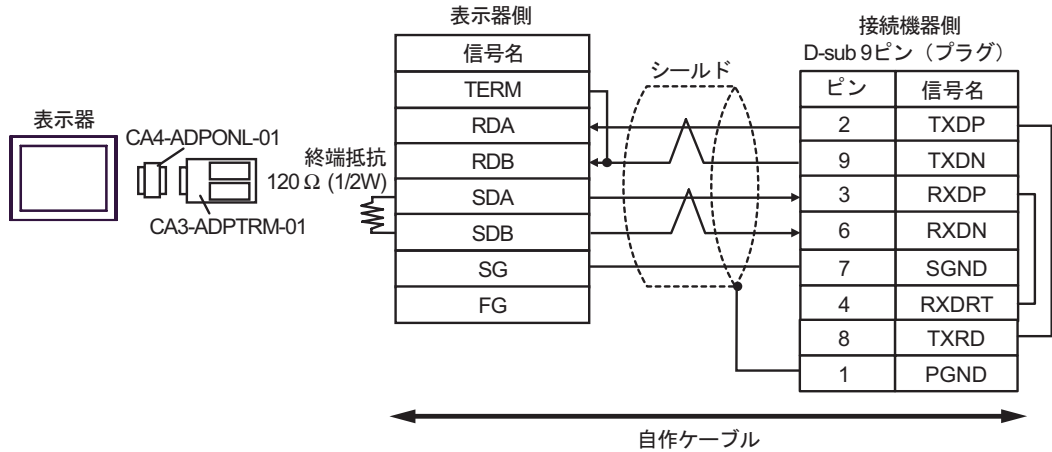 表示器
CA4-ADPONL-01
CA3-ADPTRM-01
終端抵抗
120 Ω (1/2W)
表示器側
信号名
TERM
RDA
RDB
SDA
SDB
SG
FG
シールド
接続機器側
D-sub 9ピン（プラグ）
ピン 信号名
2 TXDP
9 TXDN
3 RXDP
6 RXDN
7 SGND
4 RXDRT
8 TXRD
1 PGND
自作ケーブル